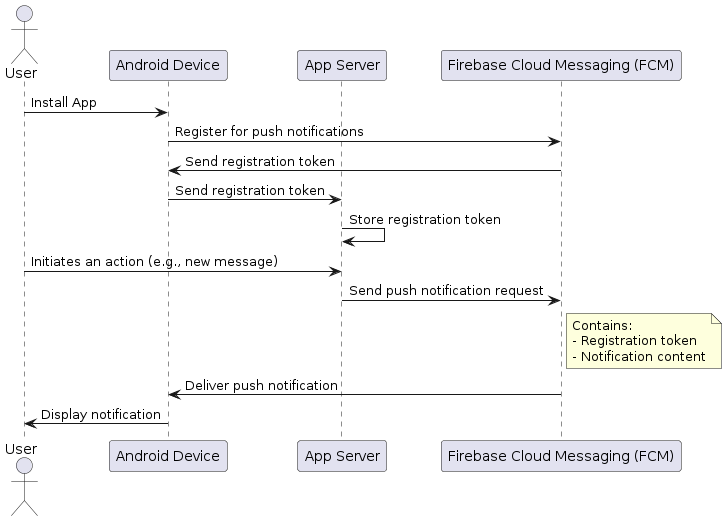 User
Android Device
App Server
Firebase Cloud Messaging (FCM)
Install App
Register for push notifications
Send registration token
Send registration token
Store registration token
Initiates an action (e.g., new message)
Send push notification request
Contains:
- Registration token
- Notification content
Deliver push notification
Display notification
User
Android Device
App Server
Firebase Cloud Messaging (FCM)